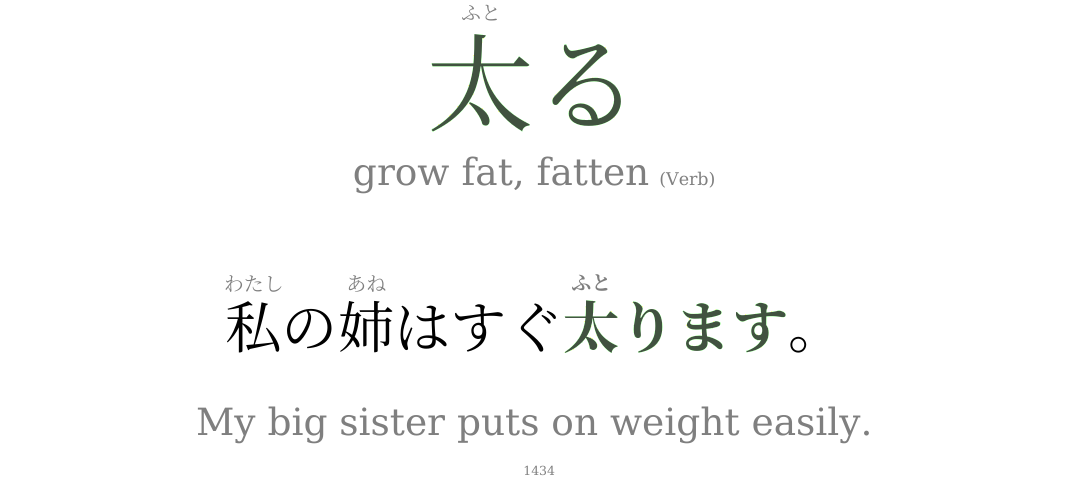 ふと
太る
grow fat, fatten (Verb)
わたし あね ふと
私の姉はすぐ太ります。
My big sister puts on weight easily.
1434